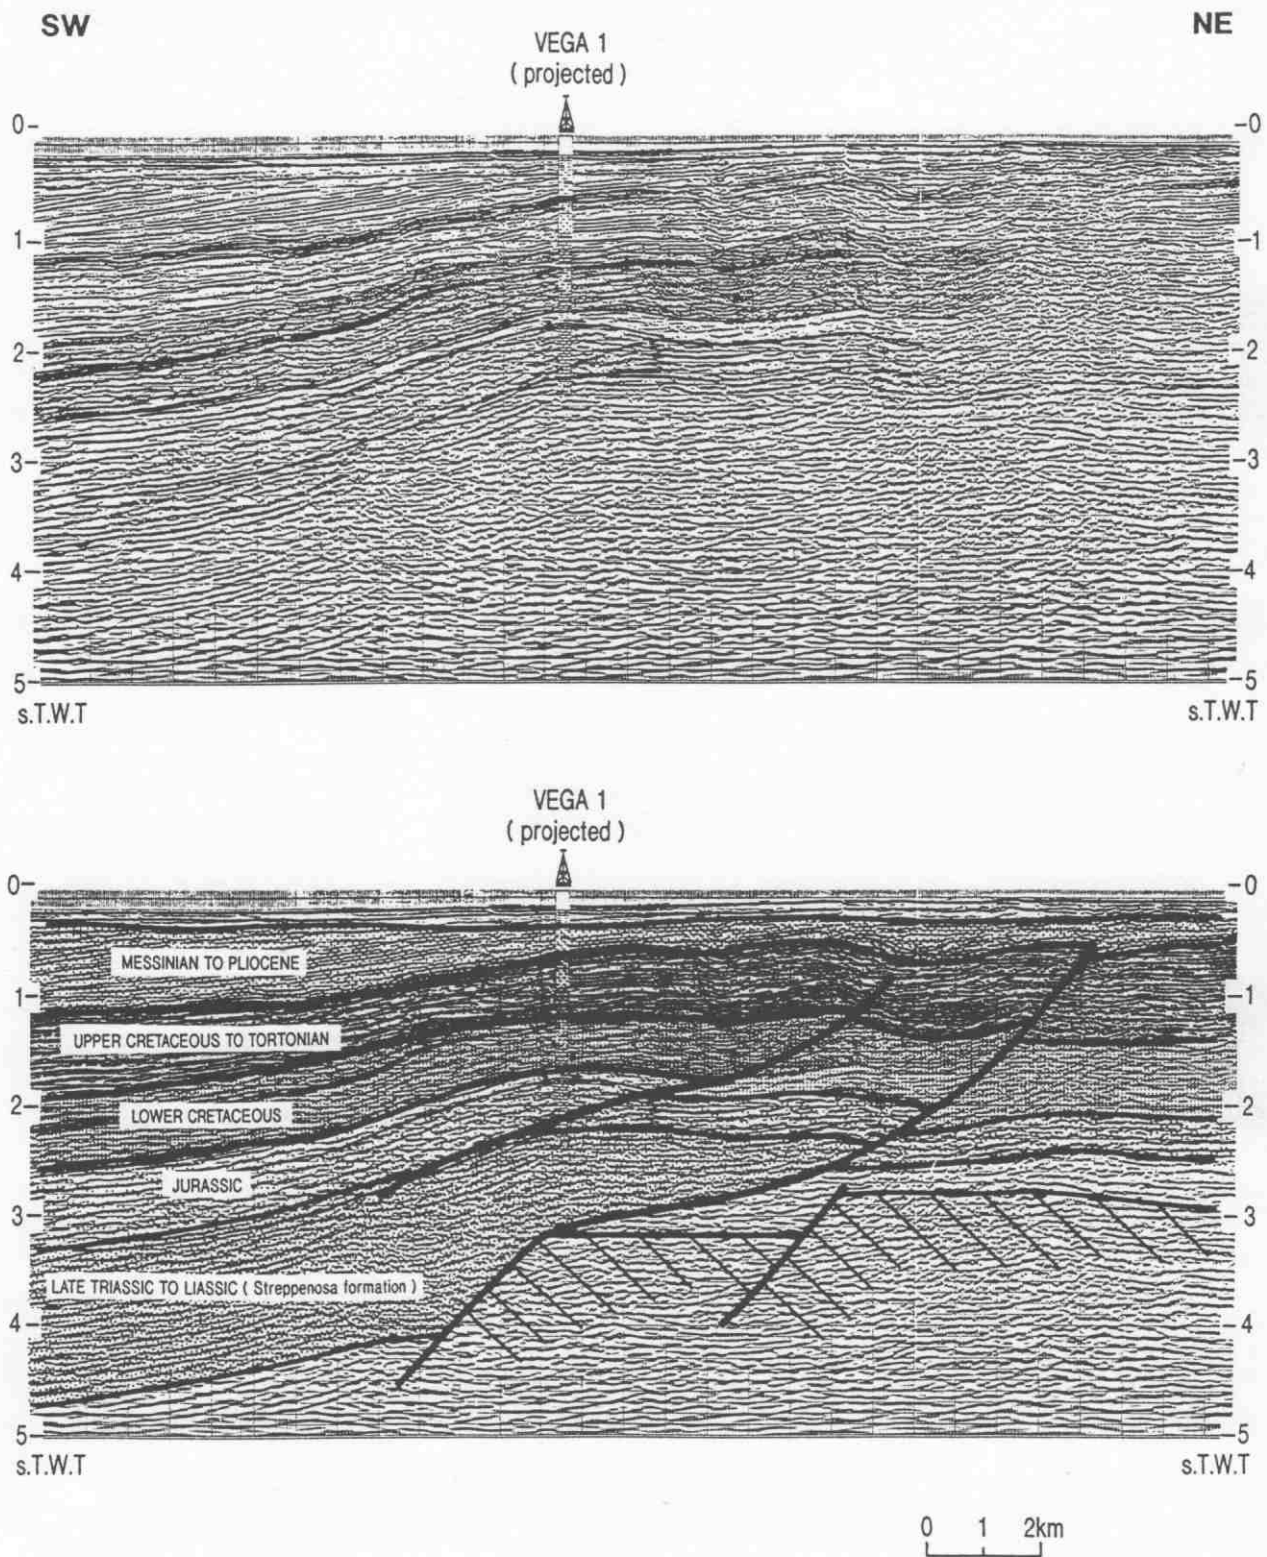 SW
NE
VEGA 1
( projected )
0
0
1
1
2
2
3
3
4
4
5
5
s.T.W.T
s.T.W.T
VEGA 1
( projected )
0
0
MESSINIAN TO PLIOCENE
1
1
UPPER CRETACEOUS TO TORTONIAN
2
2
LOWER CRETACEOUS
JURASSIC
3
3
LATE TRIASSIC TO LIASSIC ( Streppenosa formation )
4
4
5
5
s.T.W.T
s.T.W.T
0 1 2km